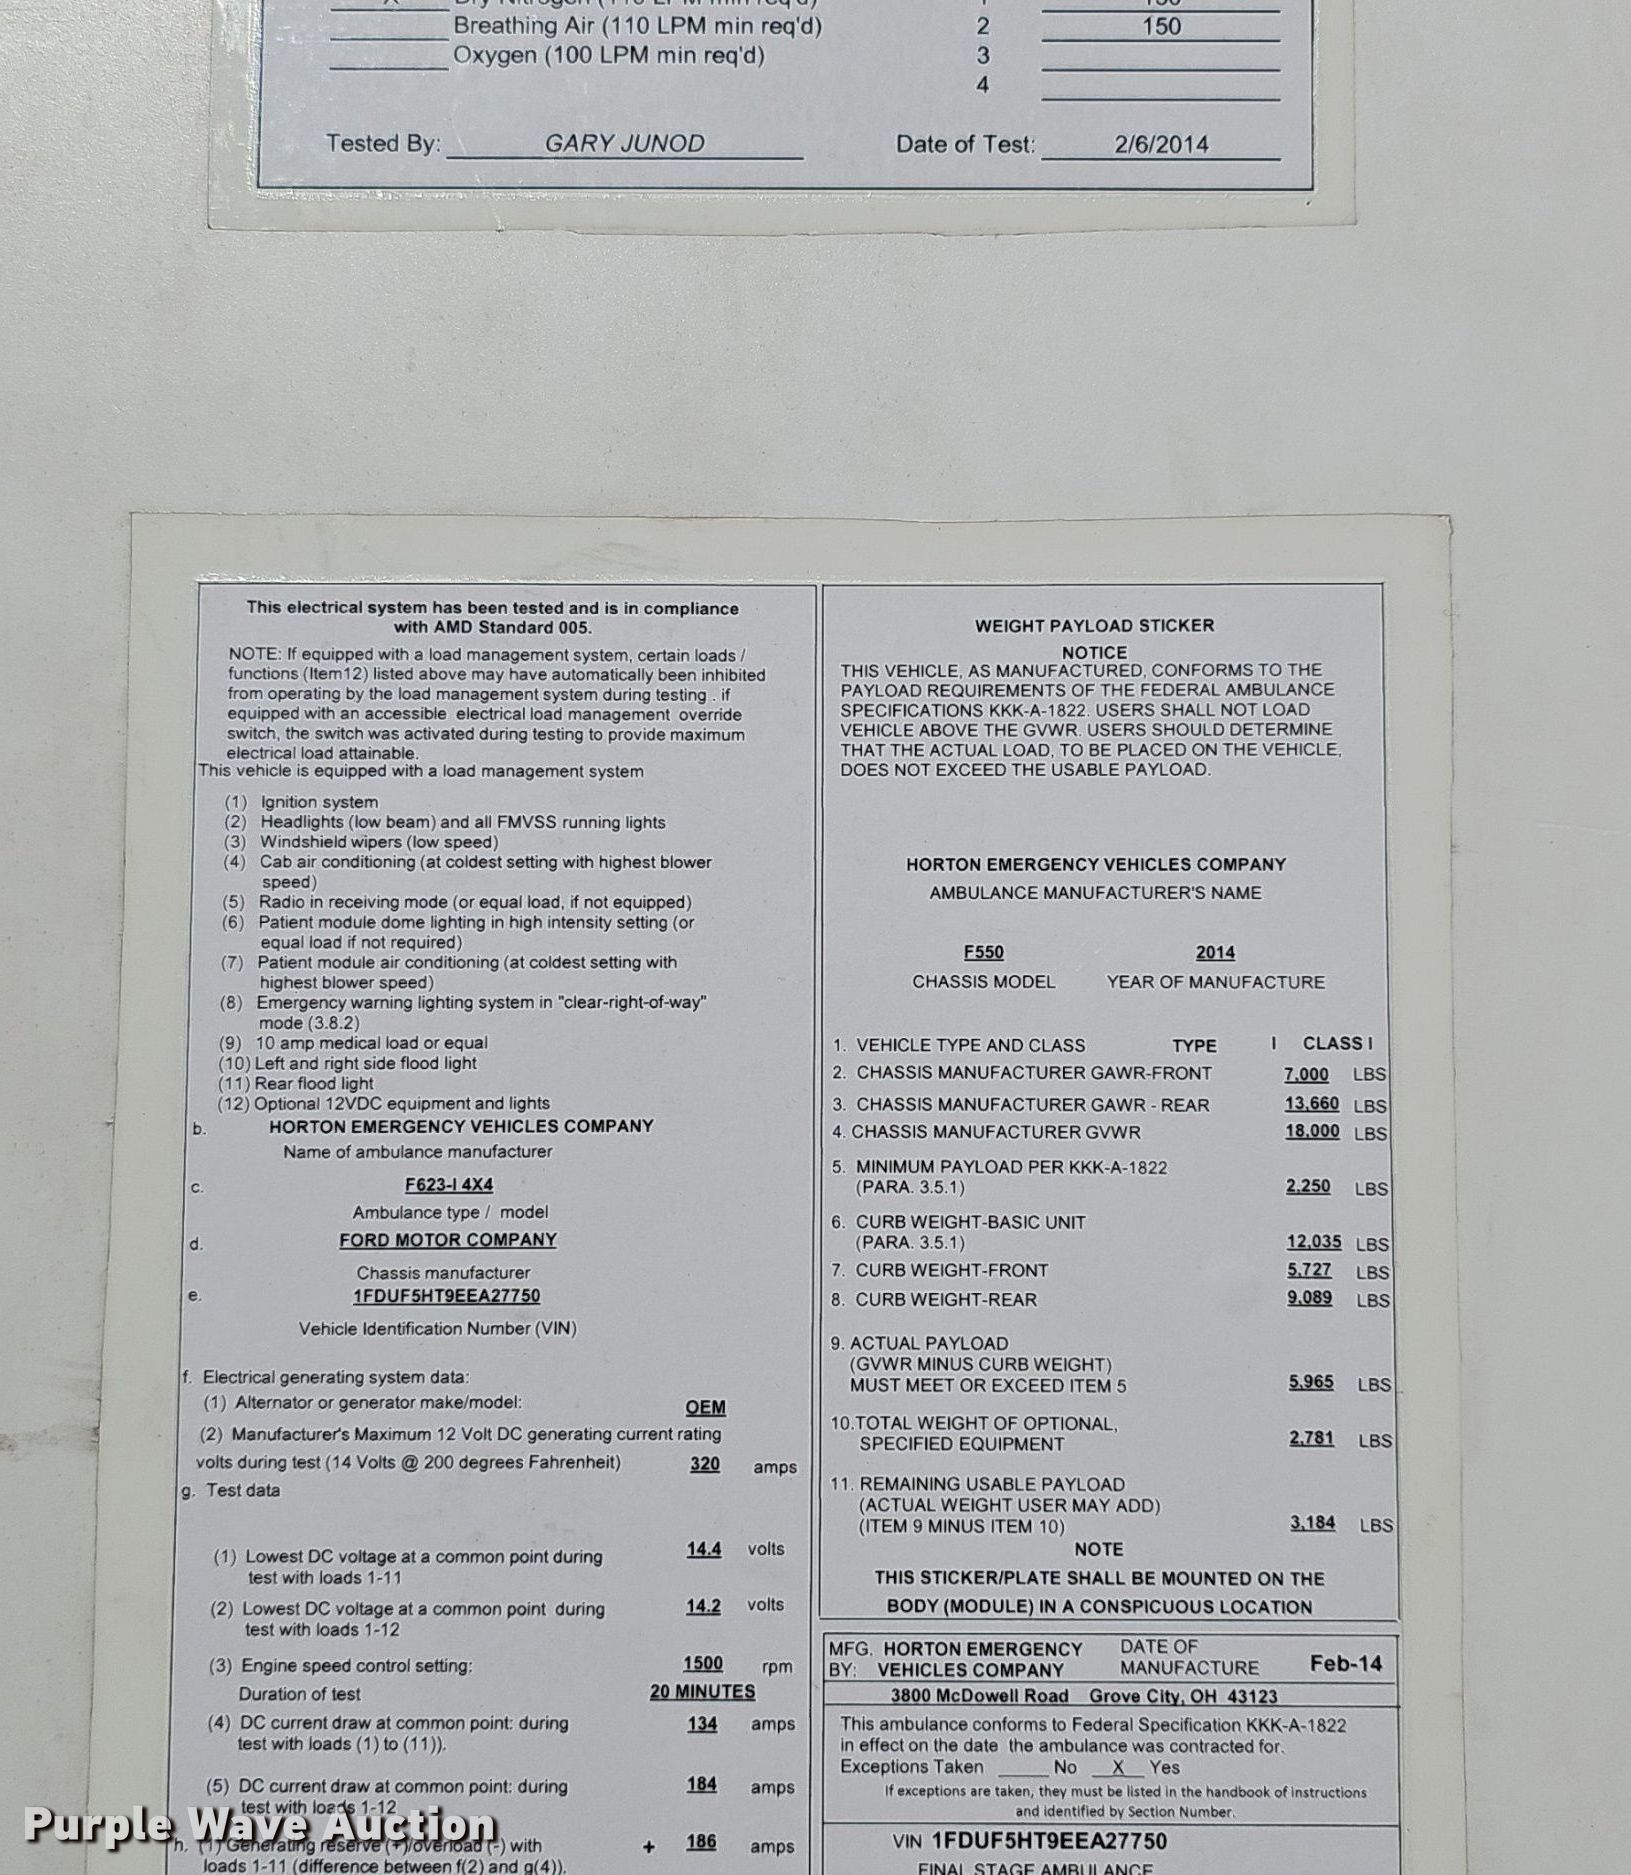 X Dry Nitrogen (110 LPM min req'd) 1 150
Breathing Air (110 LPM min req'd) 2 150
Oxygen (100 LPM min req'd) 3
4
Tested By: GARY JUNOD Date of Test: 2/6/2014
This electrical system has been tested and is in compliance
with AMD Standard 005.
NOTE: If equipped with a load management system, certain loads /
functions (Item12) listed above may have automatically been inhibited
from operating by the load management system during testing . if
equipped with an accessible electrical load management override
switch, the switch was activated during testing to provide maximum
electrical load attainable.
This vehicle is equipped with a load management system
(1) Ignition system
(2) Headlights (low beam) and all FMVSS running lights
(3) Windshield wipers (low speed)
(4) Cab air conditioning (at coldest setting with highest blower
speed)
(5) Radio in receiving mode (or equal load, if not equipped)
(6) Patient module dome lighting in high intensity setting (or
equal load if not required)
(7) Patient module air conditioning (at coldest setting with
highest blower speed)
(8) Emergency warning lighting system in "clear-right-of-way"
mode (3.8.2)
(9) 10 amp medical load or equal
(10) Left and right side flood light
(11) Rear flood light
(12) Optional 12VDC equipment and lights
b. HORTON EMERGENCY VEHICLES COMPANY
Name of ambulance manufacturer
c. F623-I 4X4
Ambulance type / model
d. FORD MOTOR COMPANY
Chassis manufacturer
e. 1FDUF5HT9EEA27750
Vehicle Identification Number (VIN)
f. Electrical generating system data:
(1) Alternator or generator make/model: OEM
(2) Manufacturer's Maximum 12 Volt DC generating current rating
volts during test (14 Volts @ 200 degrees Fahrenheit) 320 amps
g. Test data
(1) Lowest DC voltage at a common point during 14.4 volts
test with loads 1-11
(2) Lowest DC voltage at a common point during 14.2 volts
test with loads 1-12
(3) Engine speed control setting: 1500 rpm
Duration of test 20 MINUTES
(4) DC current draw at common point: during 134 amps
test with loads (1) to (11)).
(5) DC current draw at common point: during 184 amps
test with loads 1-12
h. (1) Generating reserve (+)/overload (-) with + 186 amps
loads 1-11 (difference between f(2) and g(4)).
WEIGHT PAYLOAD STICKER
NOTICE
THIS VEHICLE, AS MANUFACTURED, CONFORMS TO THE
PAYLOAD REQUIREMENTS OF THE FEDERAL AMBULANCE
SPECIFICATIONS KKK-A-1822. USERS SHALL NOT LOAD
VEHICLE ABOVE THE GVWR. USERS SHOULD DETERMINE
THAT THE ACTUAL LOAD, TO BE PLACED ON THE VEHICLE,
DOES NOT EXCEED THE USABLE PAYLOAD.
HORTON EMERGENCY VEHICLES COMPANY
AMBULANCE MANUFACTURER'S NAME
F550 2014
CHASSIS MODEL YEAR OF MANUFACTURE
1. VEHICLE TYPE AND CLASS TYPE I CLASS I
2. CHASSIS MANUFACTURER GAWR-FRONT 7,000 LBS
3. CHASSIS MANUFACTURER GAWR - REAR 13,660 LBS
4. CHASSIS MANUFACTURER GVWR 18,000 LBS
5. MINIMUM PAYLOAD PER KKK-A-1822
(PARA. 3.5.1) 2,250 LBS
6. CURB WEIGHT-BASIC UNIT
(PARA. 3.5.1) 12,035 LBS
7. CURB WEIGHT-FRONT 5,727 LBS
8. CURB WEIGHT-REAR 9,089 LBS
9. ACTUAL PAYLOAD
(GVWR MINUS CURB WEIGHT)
MUST MEET OR EXCEED ITEM 5 5,965 LBS
10.TOTAL WEIGHT OF OPTIONAL,
SPECIFIED EQUIPMENT 2,781 LBS
11. REMAINING USABLE PAYLOAD
(ACTUAL WEIGHT USER MAY ADD)
(ITEM 9 MINUS ITEM 10) 3,184 LBS
NOTE
THIS STICKER/PLATE SHALL BE MOUNTED ON THE
BODY (MODULE) IN A CONSPICUOUS LOCATION
MFG. HORTON EMERGENCY DATE OF
BY: VEHICLES COMPANY MANUFACTURE Feb-14
3800 McDowell Road Grove City, OH 43123
This ambulance conforms to Federal Specification KKK-A-1822
in effect on the date the ambulance was contracted for.
Exceptions Taken ____ No X Yes
If exceptions are taken, they must be listed in the handbook of instructions
and identified by Section Number.
VIN 1FDUF5HT9EEA27750
FINAL STAGE AMBULANCE
Purple Wave Auction